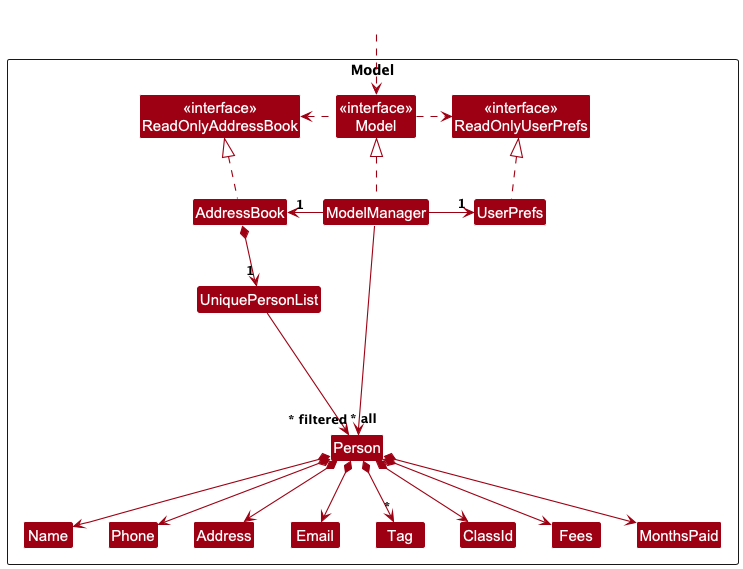 Model
«interface»
ReadOnlyAddressBook
«interface»
Model
«interface»
ReadOnlyUserPrefs
AddressBook
1
ModelManager
1
UserPrefs
1
UniquePersonList
* filtered
* all
Person
*
Name
Phone
Address
Email
Tag
ClassId
Fees
MonthsPaid